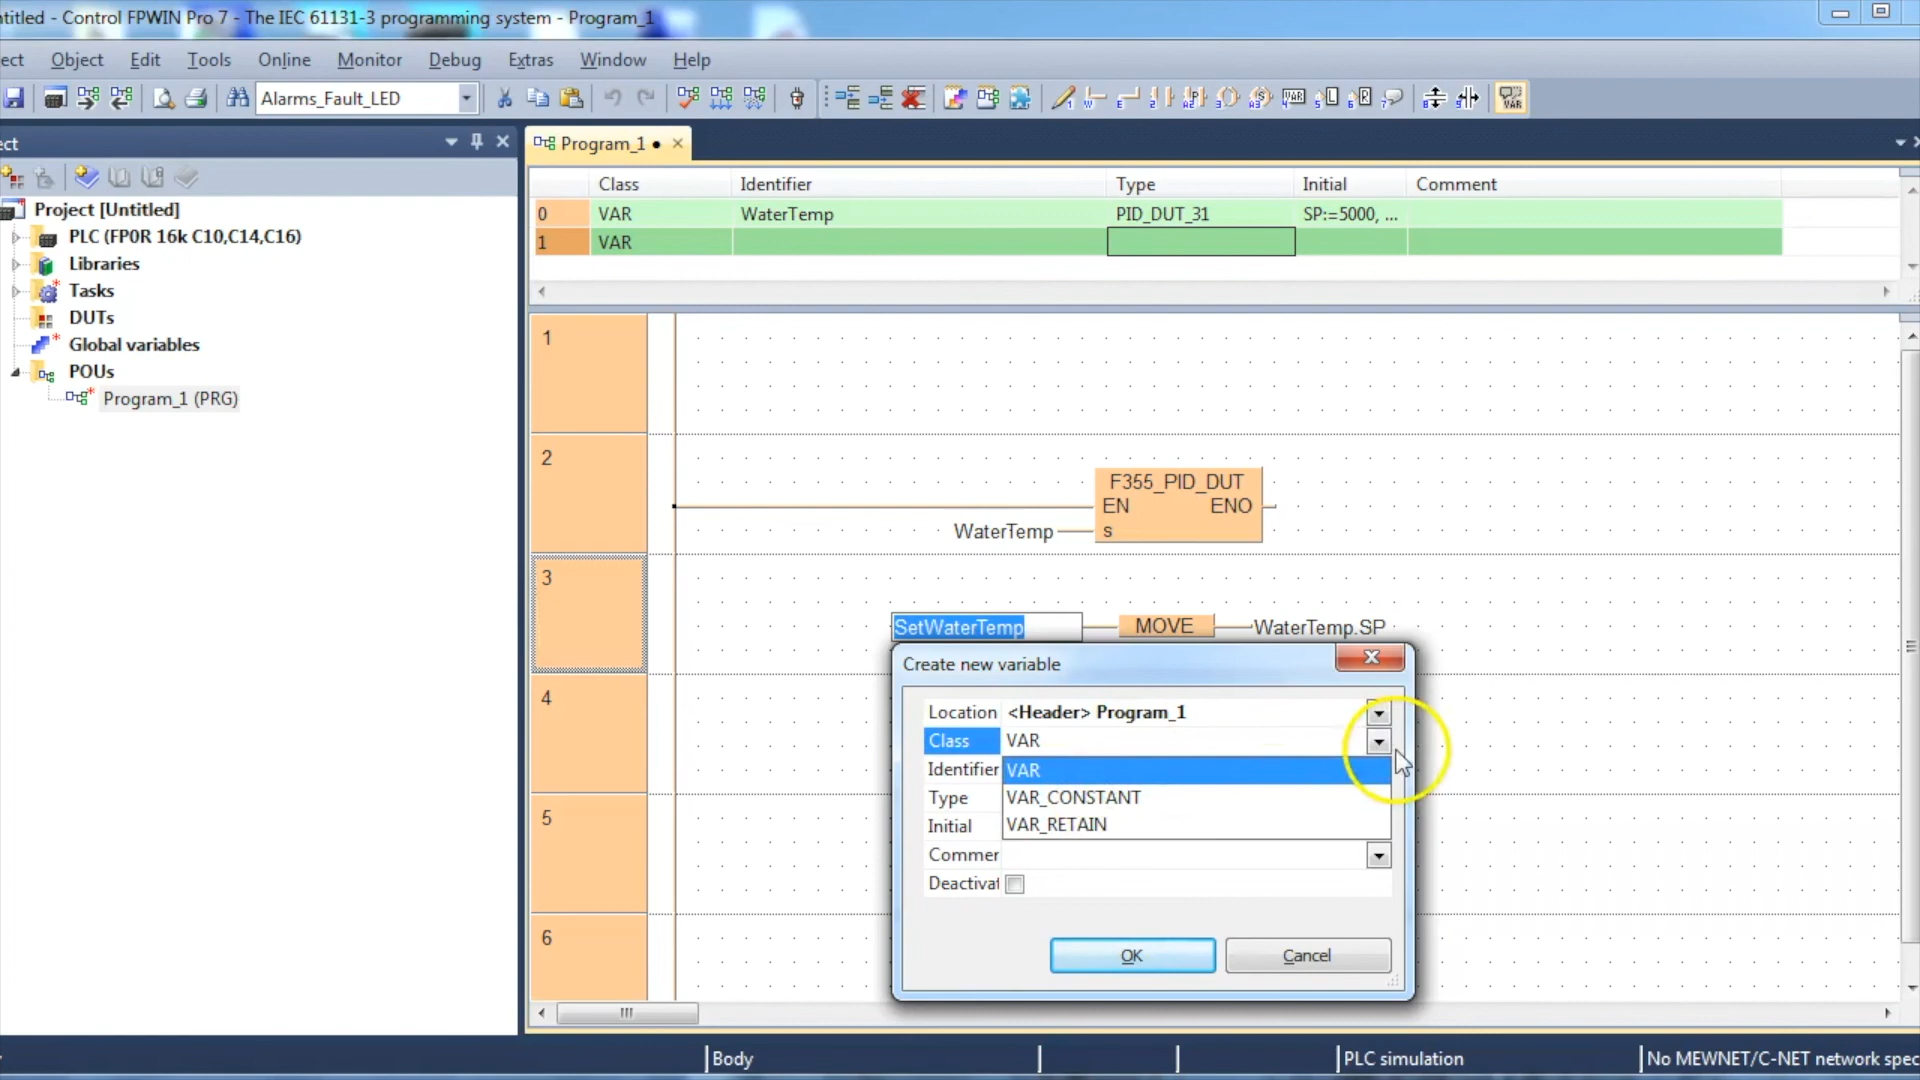 ntitled - Control FPWIN Pro 7 - The IEC 61131-3 programming system - Program_1
ect Object Edit Tools Online Monitor Debug Extras Window Help
Alarms_Fault_LED
ect
Program_1
Class Identifier Type Initial Comment
0 VAR WaterTemp PID_DUT_31 SP:=5000, ...
1 VAR
Project [Untitled]
PLC (FP0R 16k C10,C14,C16)
Libraries
Tasks
DUTs
Global variables
POUs
Program_1 (PRG)
1
2
F355_PID_DUT
EN ENO
WaterTemp s
3
SetWaterTemp MOVE WaterTemp.SP
Create new variable
Location <Header> Program_1
Class VAR
Identifier VAR
Type VAR_CONSTANT
Initial VAR_RETAIN
Commer
Deactivat
OK Cancel
4
5
6
Body PLC simulation No MEWNET/C-NET network spec